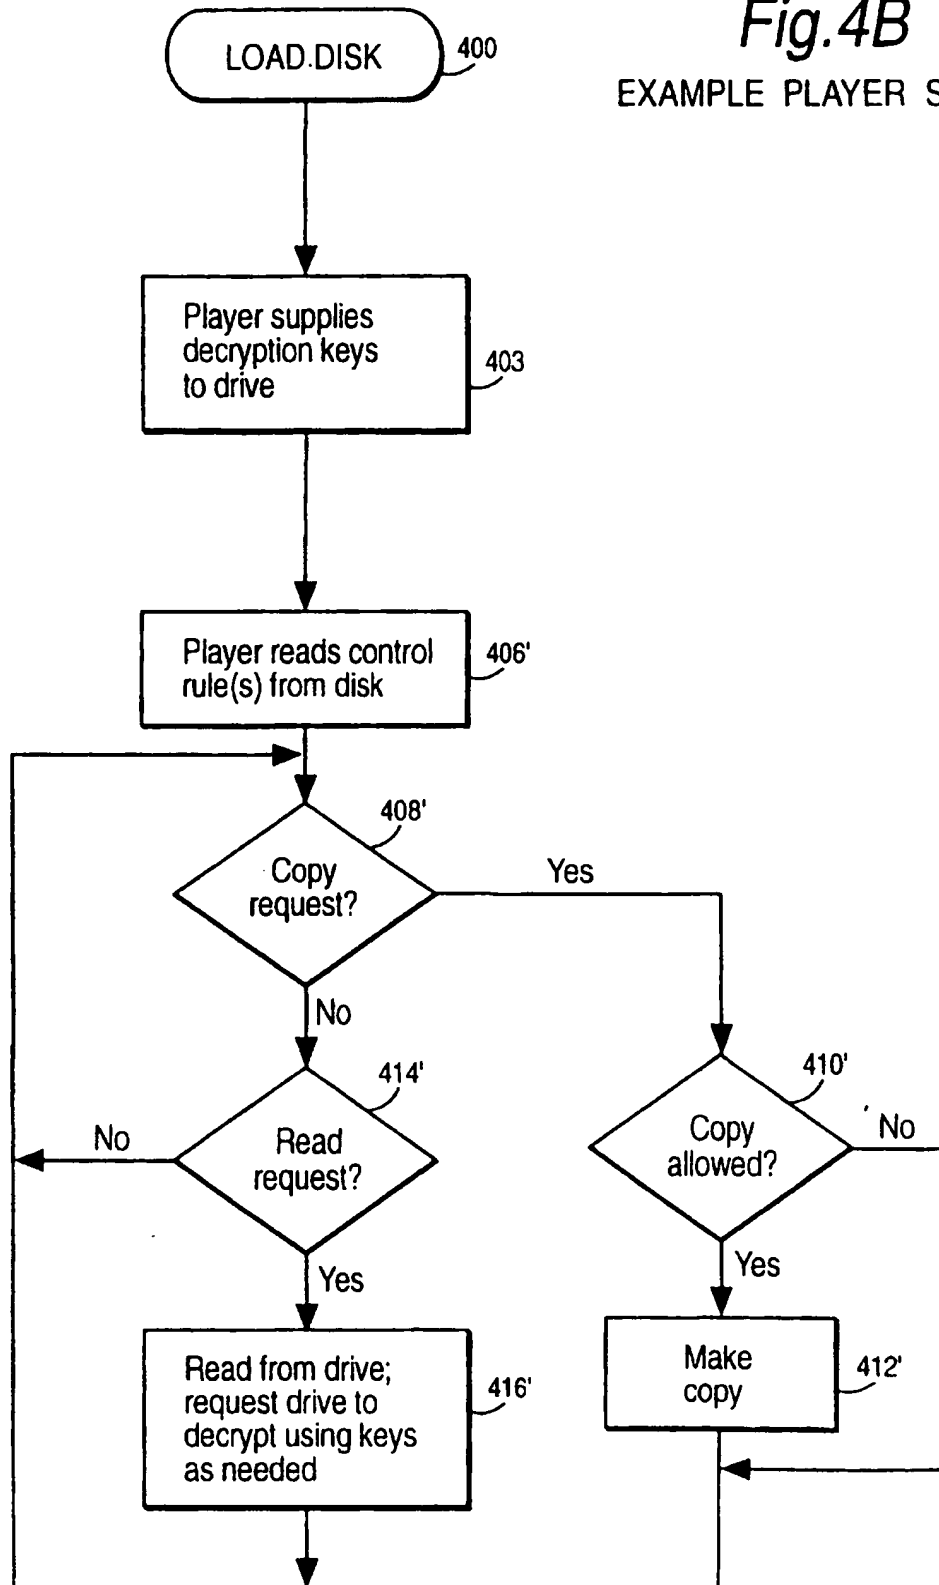 Fig.4B
EXAMPLE PLAYER S
LOAD.DISK
400
Player supplies
decryption keys
to drive
403
Player reads control
rule(s) from disk
406'
408'
Copy
request?
Yes
No
414'
Read
request?
No
Yes
410'
Copy
allowed?
No
Yes
Read from drive;
request drive to
decrypt using keys
as needed
416'
Make
copy
412'